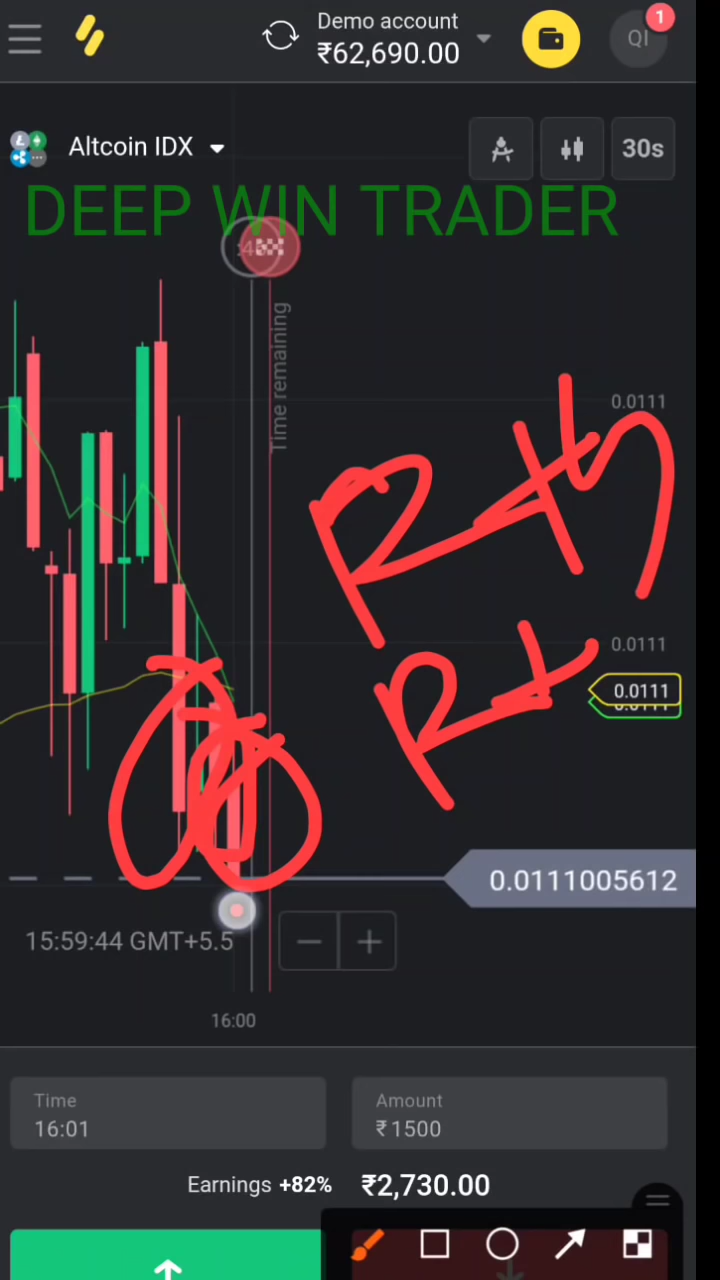 Demo account
₹62,690.00
QI
1
Altcoin IDX
30s
DEEP WIN TRADER
Time remaining
0.0111
0.0111
0.0111
0.0111005612
15:59:44 GMT+5.5
16:00
Time
16:01
Amount
₹1500
Earnings +82% ₹2,730.00